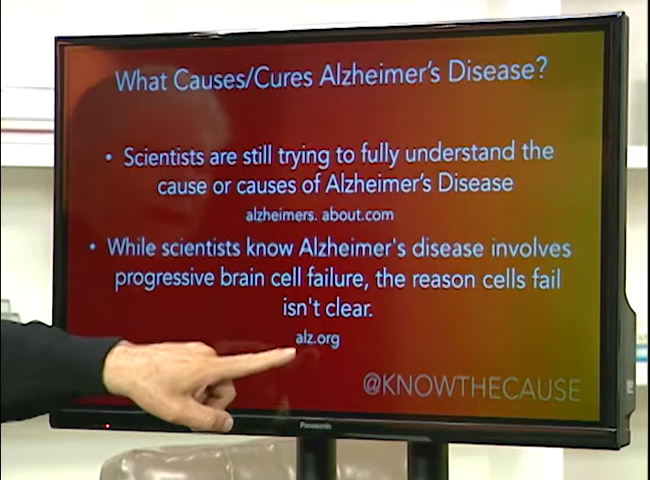 What Causes/Cures Alzheimer's Disease?
• Scientists are still trying to fully understand the
cause or causes of Alzheimer's Disease
alzheimers. about.com
• While scientists know Alzheimer's disease involves
progressive brain cell failure, the reason cells fail
isn't clear.
alz.org
@KNOWTHECAUSE
Panasonic